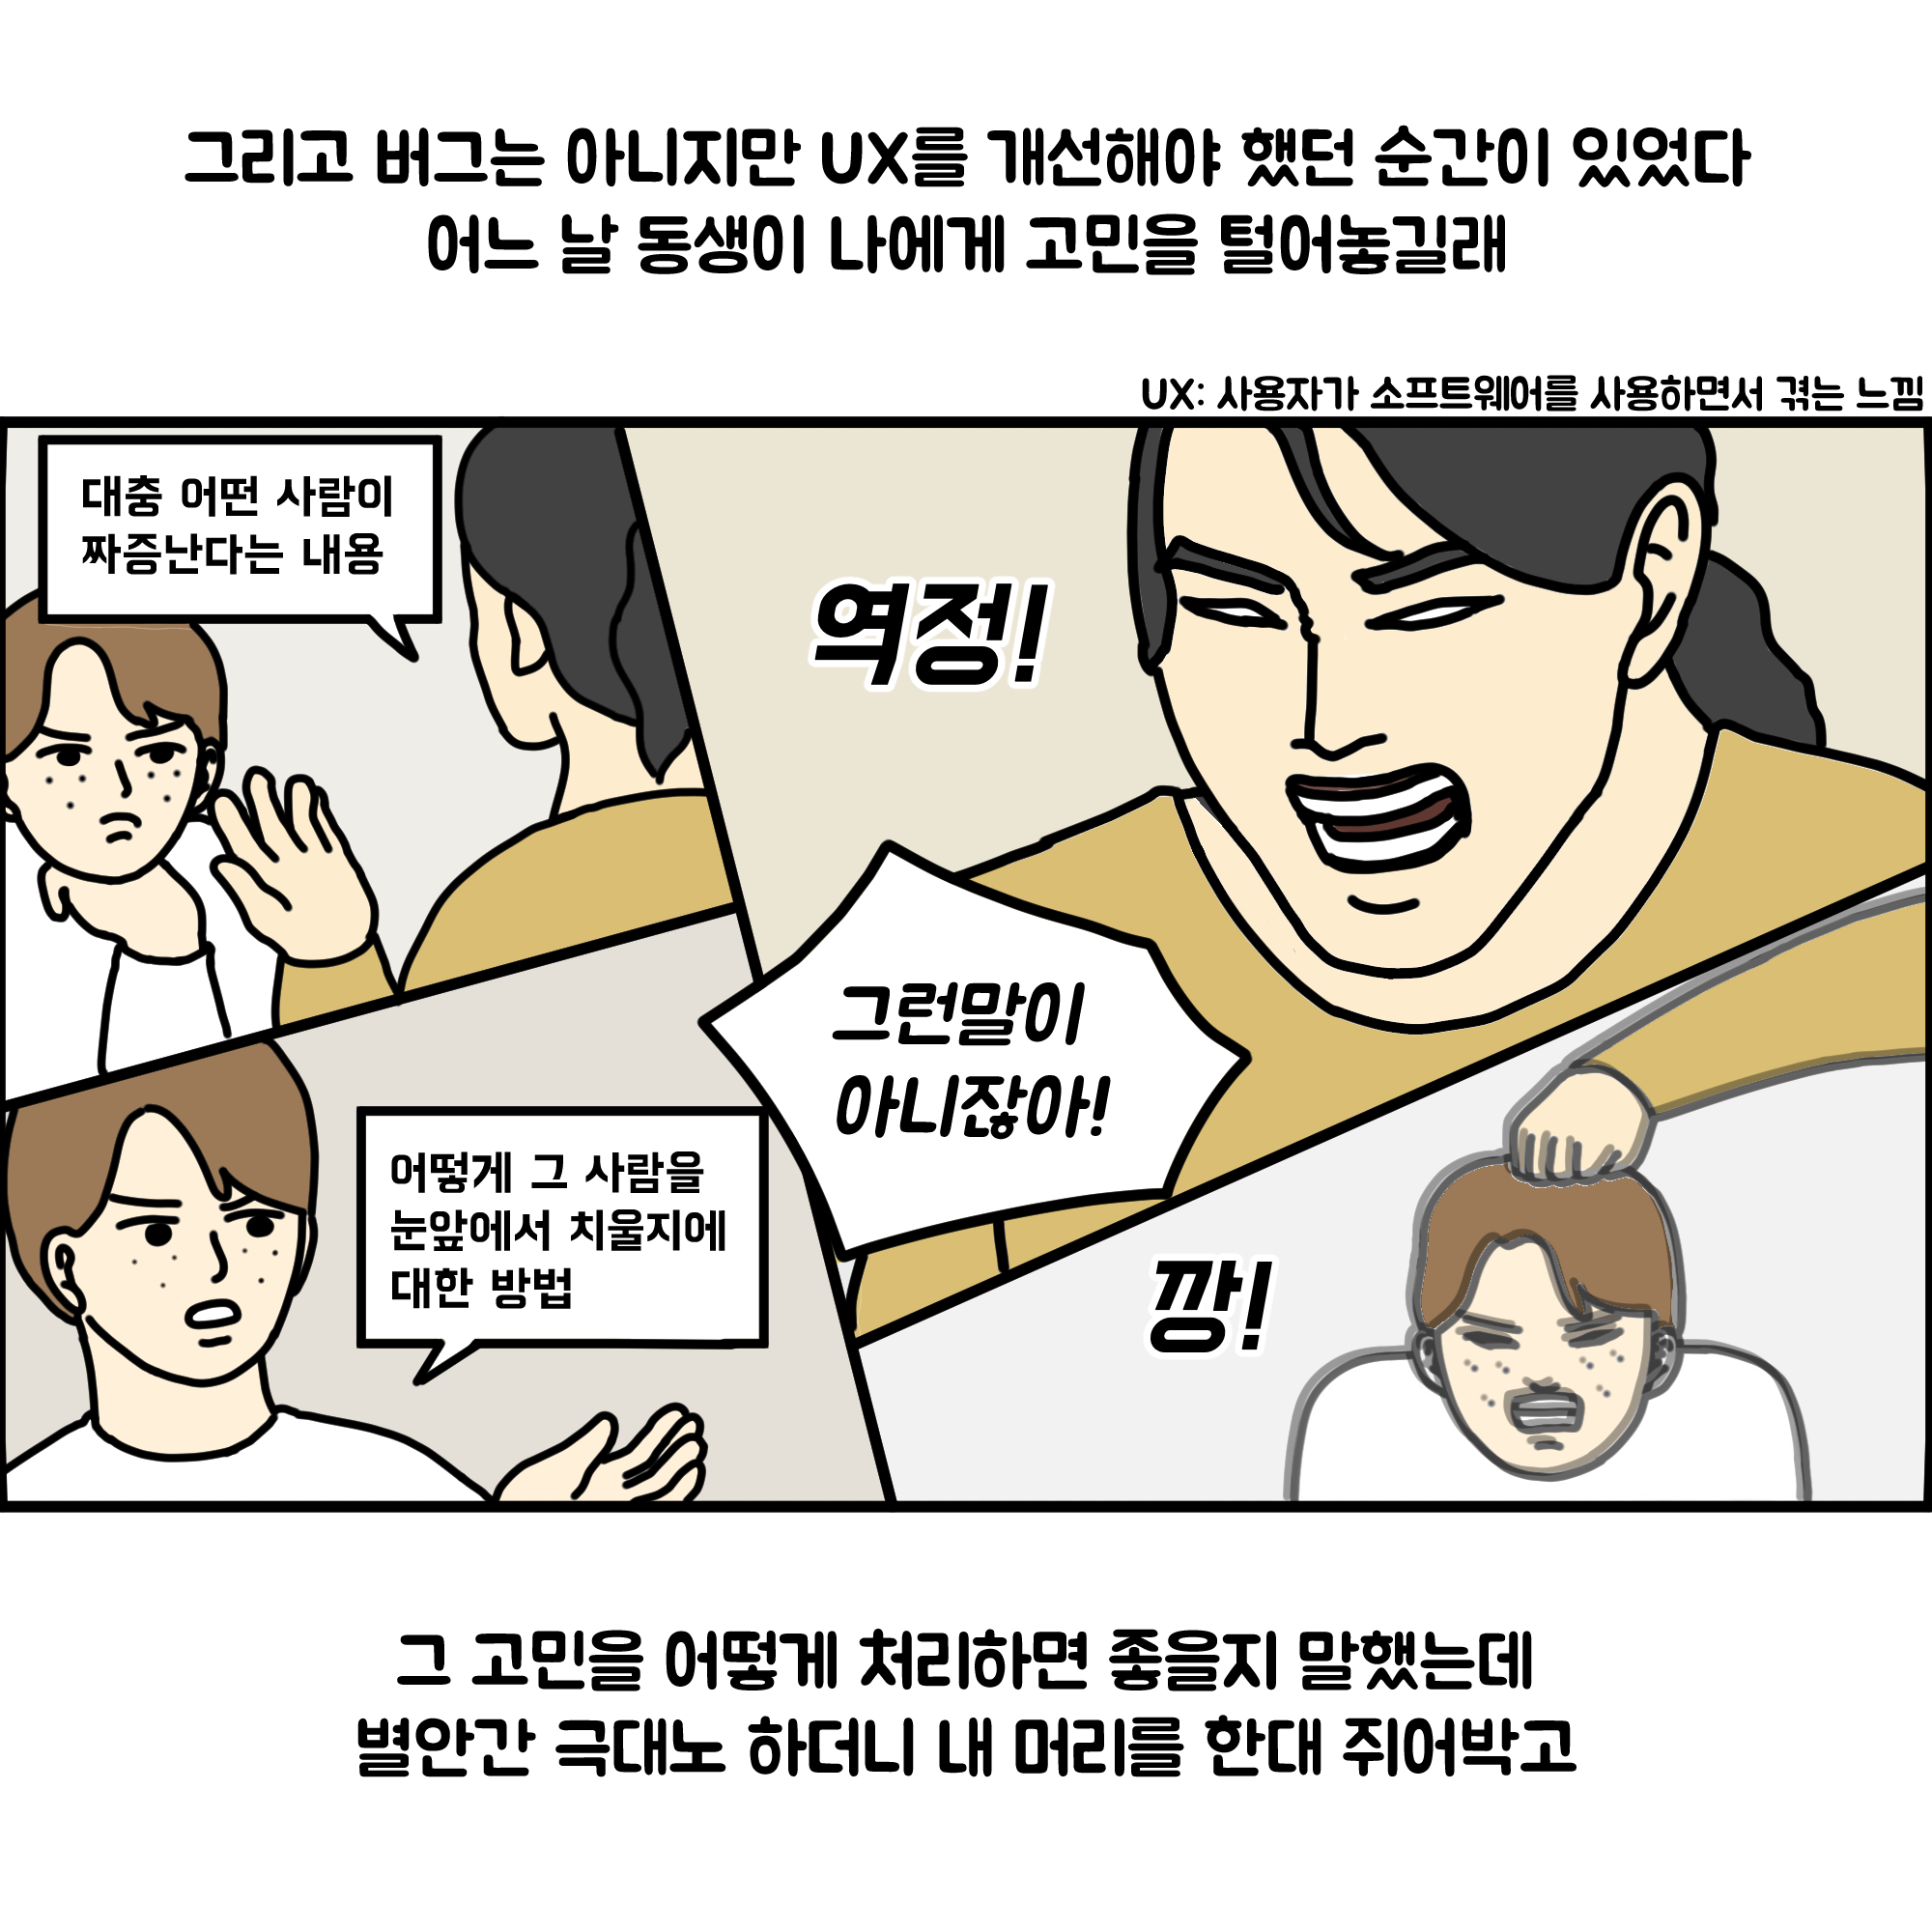 그리고 버그는 아니지만 UX를 개선해야 했던 순간이 있었다
어느 날 동생이 나에게 고민을 털어놓길래
UX: 사용자가 소프트웨어를 사용하면서 겪는 느낌
대충 어떤 사람이
짜증난다는 내용
역정!
그런말이
아니잖아!
어떻게 그 사람을
눈앞에서 치울지에
대한 방법
깡!
그 고민을 어떻게 처리하면 좋을지 말했는데
별안간 극대노 하더니 내 머리를 한대 쥐어박고